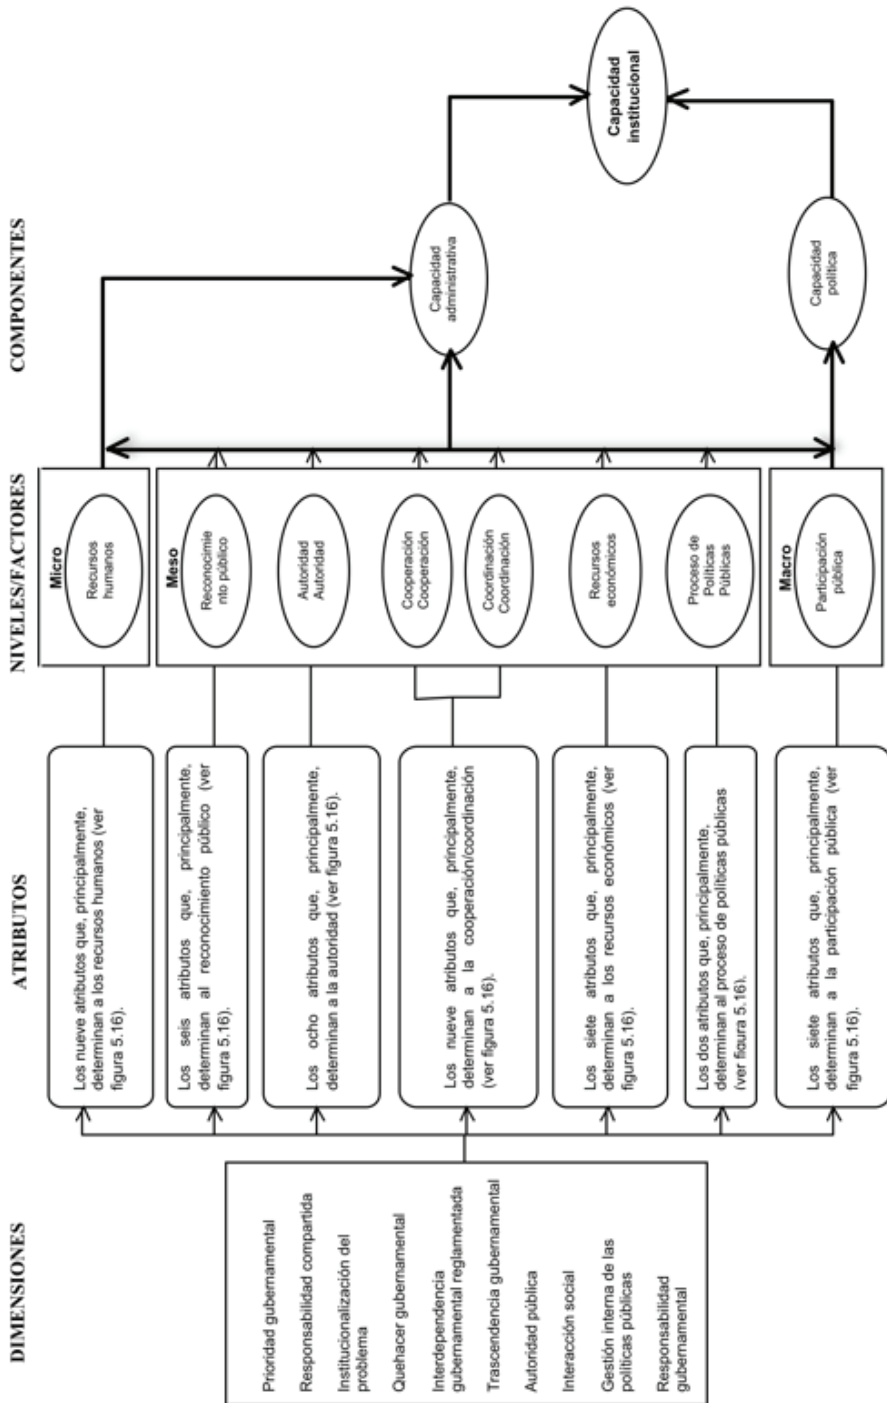 DIMENSIONES
Prioridad gubernamental
Responsabilidad compartida
Institucionalización del
problema
Quehacer gubernamental
Interdependencia
gubernamental reglamentada
Trascendencia gubernamental
Autoridad pública
Interacción social
Gestión interna de las
políticas públicas
Responsabilidad
gubernamental
ATRIBUTOS
Los nueve atributos que, principalmente,
determinan a los recursos humanos (ver
figura 5.16).
Los seis atributos que, principalmente,
determinan al reconocimiento público (ver
figura 5.16).
Los ocho atributos que, principalmente,
determinan a la autoridad (ver figura 5.16).
Los nueve atributos que, principalmente,
determinan a la cooperación/coordinación
(ver figura 5.16).
Los siete atributos que, principalmente,
determinan a los recursos económicos (ver
figura 5.16).
Los dos atributos que, principalmente,
determinan al proceso de políticas públicas
(ver figura 5.16).
Los siete atributos que, principalmente,
determinan a la participación pública (ver
figura 5.16).
NIVELES/FACTORES
Micro
Recursos
humanos
Meso
Reconocimie
nto público
Autoridad
Autoridad
Cooperación
Cooperación
Coordinación
Coordinación
Recursos
económicos
Proceso de
Políticas
Públicas
Macro
Participación
pública
COMPONENTES
Capacidad
administrativa
Capacidad
política
Capacidad
institucional